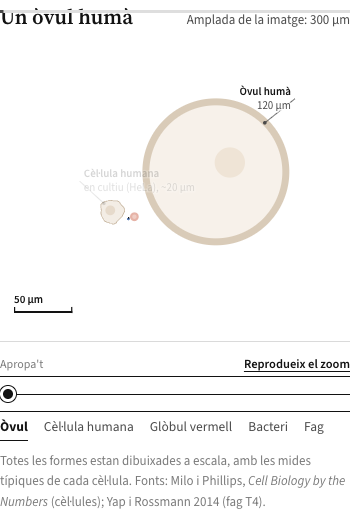 Un òvul humà
Amplada de la imatge: 300 µm
Òvul humà
120 µm
Cèl·lula humana
en cultiu (HeLa), ~20 µm
50 µm
Apropa't
Reprodueix el zoom
Òvul Cèl·lula humana Glòbul vermell Bacteri Fag
Totes les formes estan dibuixades a escala, amb les mides
típiques de cada cèl·lula. Fonts: Milo i Phillips, Cell Biology by the
Numbers (cèl·lules); Yap i Rossmann 2014 (fag T4).